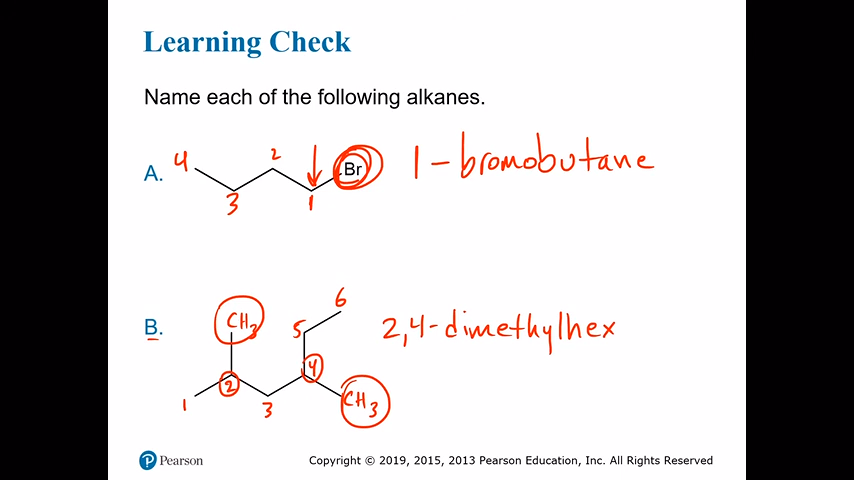 Learning Check
Name each of the following alkanes.
A.
4
3
2
1
Br
1-bromobutane
B.
CH3
1
2
3
4
5
6
CH3
2,4-dimethylhex
P Pearson
Copyright © 2019, 2015, 2013 Pearson Education, Inc. All Rights Reserved